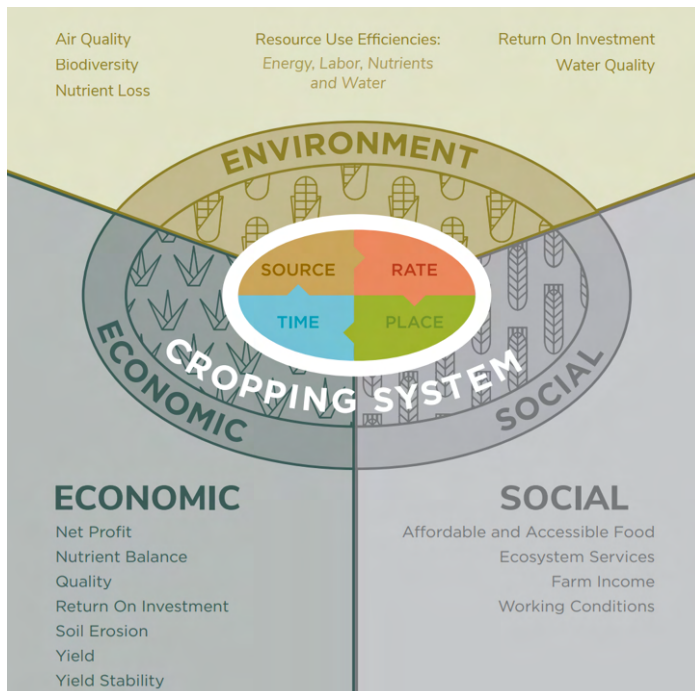 Air Quality
Biodiversity
Nutrient Loss
Resource Use Efficiencies:
Energy, Labor, Nutrients
and Water
Return On Investment
Water Quality
ENVIRONMENT
SOURCE
RATE
TIME
PLACE
CROPPING SYSTEM
ECONOMIC
SOCIAL
ECONOMIC
Net Profit
Nutrient Balance
Quality
Return On Investment
Soil Erosion
Yield
Yield Stability
SOCIAL
Affordable and Accessible Food
Ecosystem Services
Farm Income
Working Conditions